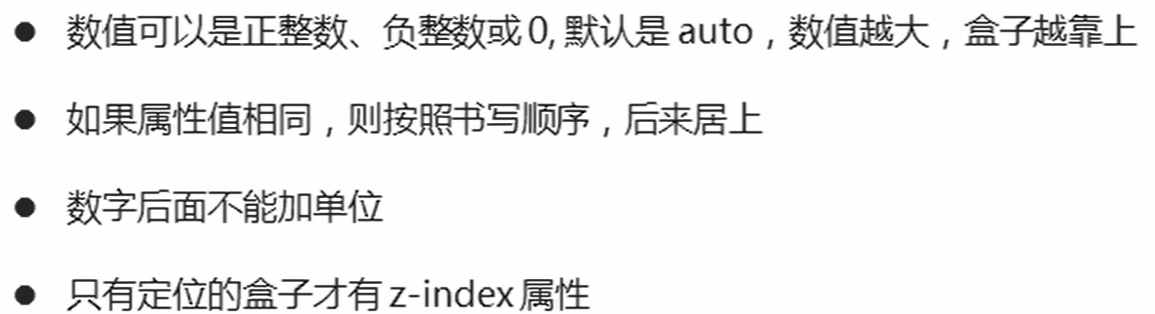 ● 数值可以是正整数、负整数或0, 默认是 auto，数值越大，盒子越靠上
● 如果属性值相同，则按照书写顺序，后来居上
● 数字后面不能加单位
● 只有定位的盒子才有 z-index 属性